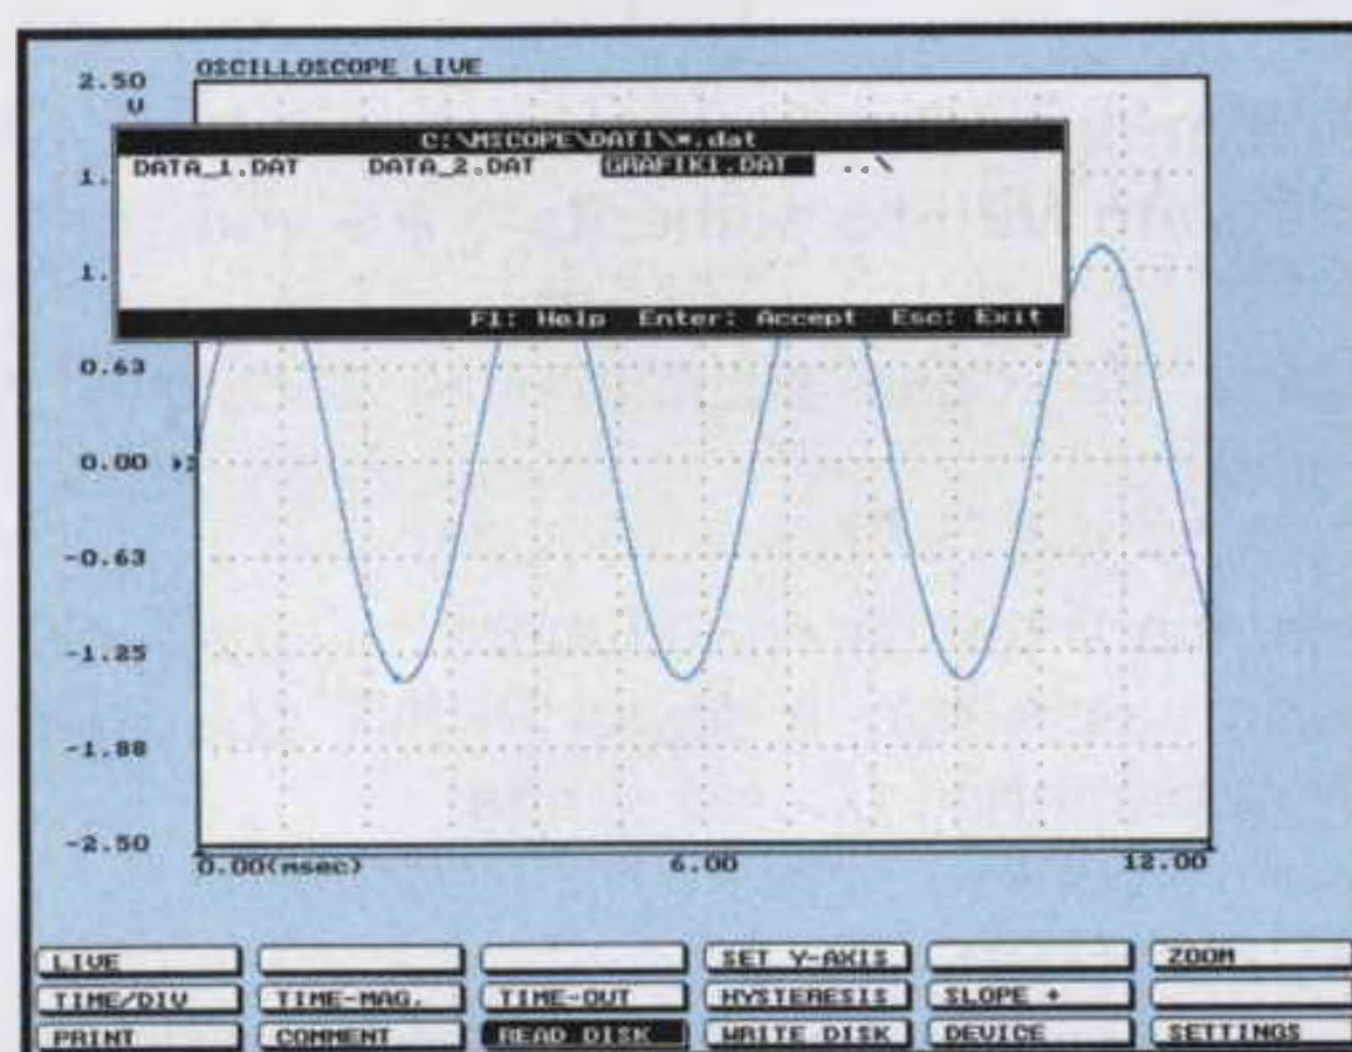 OSCILLOSCOPE LIVE
2.50
V
C:\MSCOPE\DATI\*.dat
DATA_1.DAT DATA_2.DAT GRAFIK1.DAT ..\
1.
1.
F1: Help Enter: Accept Esc: Exit
0.63
0.00
-0.63
-1.25
-1.88
-2.50
0.00(msec) 6.00 12.00
LIVE SET Y-AXIS ZOOM
TIME/DIV TIME-MAG. TIME-OUT HYSTERESIS SLOPE +
PRINT COMMENT READ DISK WRITE DISK DEVICE SETTINGS